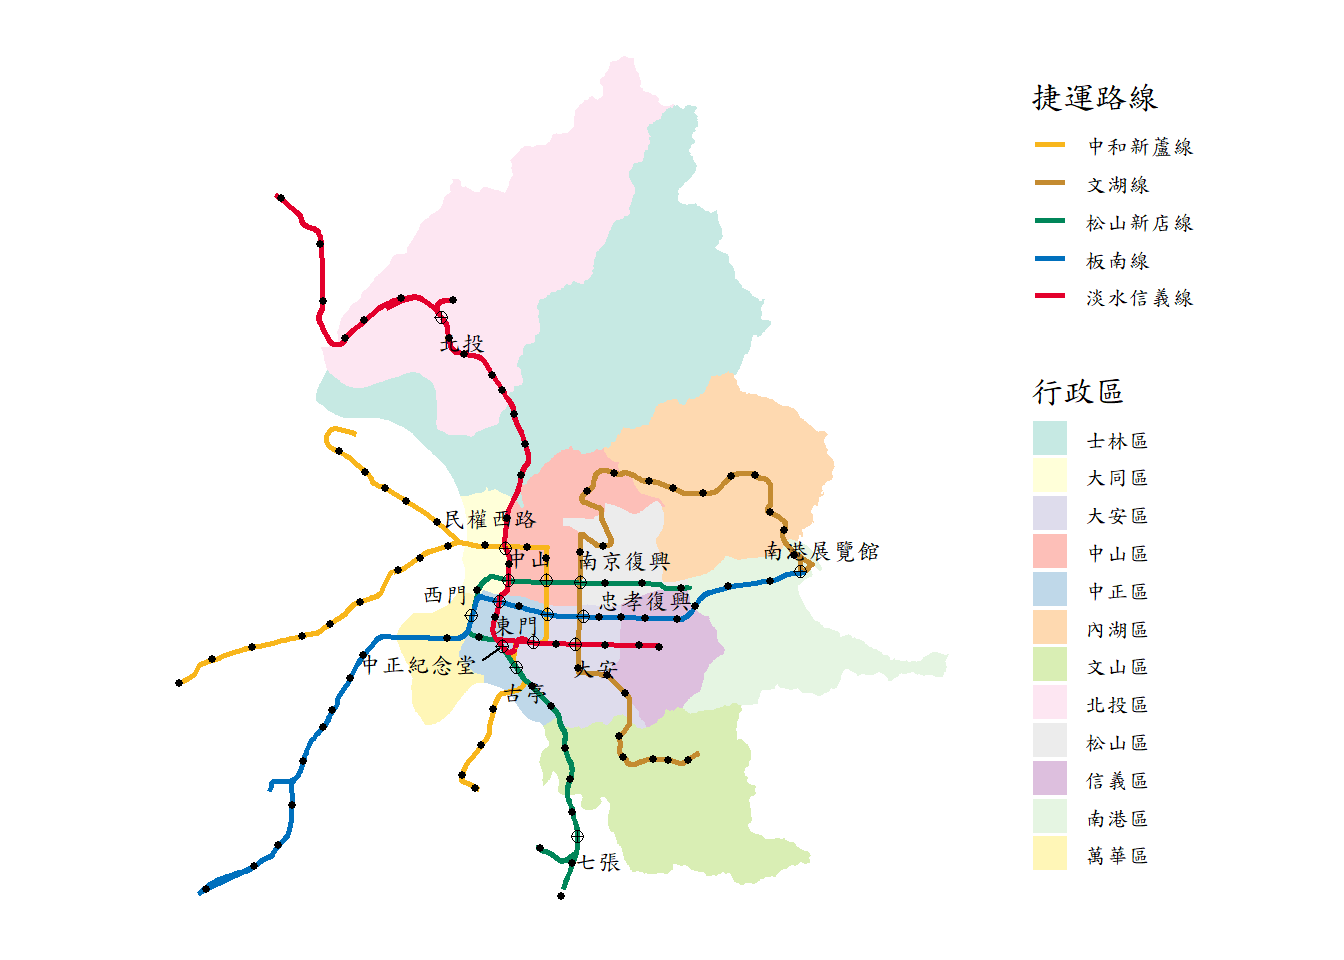 捷運路線
中和新蘆線
文湖線
松山新店線
板南線
淡水信義線
行政區
士林區
大同區
大安區
中山區
中正區
內湖區
文山區
北投區
松山區
信義區
南港區
萬華區
北投
民權西路
中山
南京復興
南港展覽館
西門
忠孝復興
東門
中正紀念堂
大安
古亭
七張